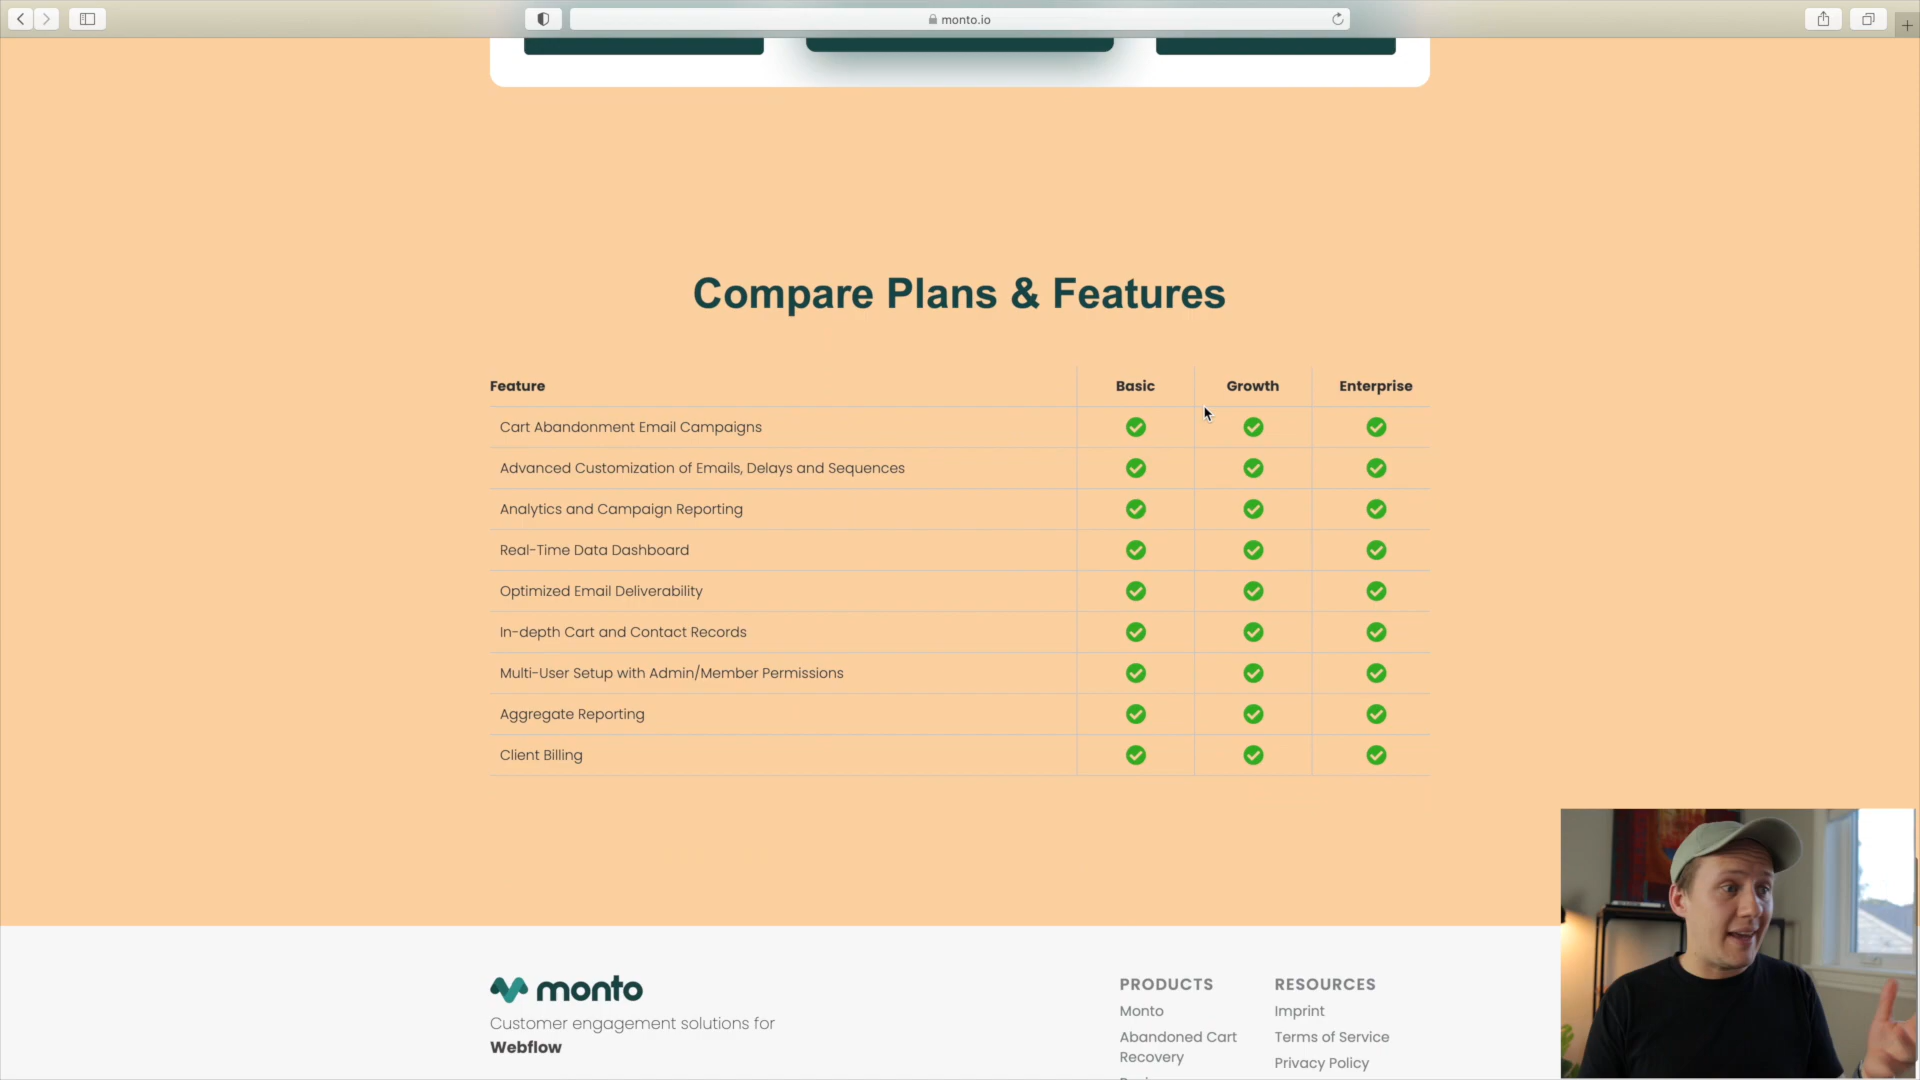 monto.io
Compare Plans & Features
Feature Basic Growth Enterprise
Cart Abandonment Email Campaigns
Advanced Customization of Emails, Delays and Sequences
Analytics and Campaign Reporting
Real-Time Data Dashboard
Optimized Email Deliverability
In-depth Cart and Contact Records
Multi-User Setup with Admin/Member Permissions
Aggregate Reporting
Client Billing
monto
Customer engagement solutions for
Webflow
PRODUCTS
Monto
Abandoned Cart
Recovery
RESOURCES
Imprint
Terms of Service
Privacy Policy